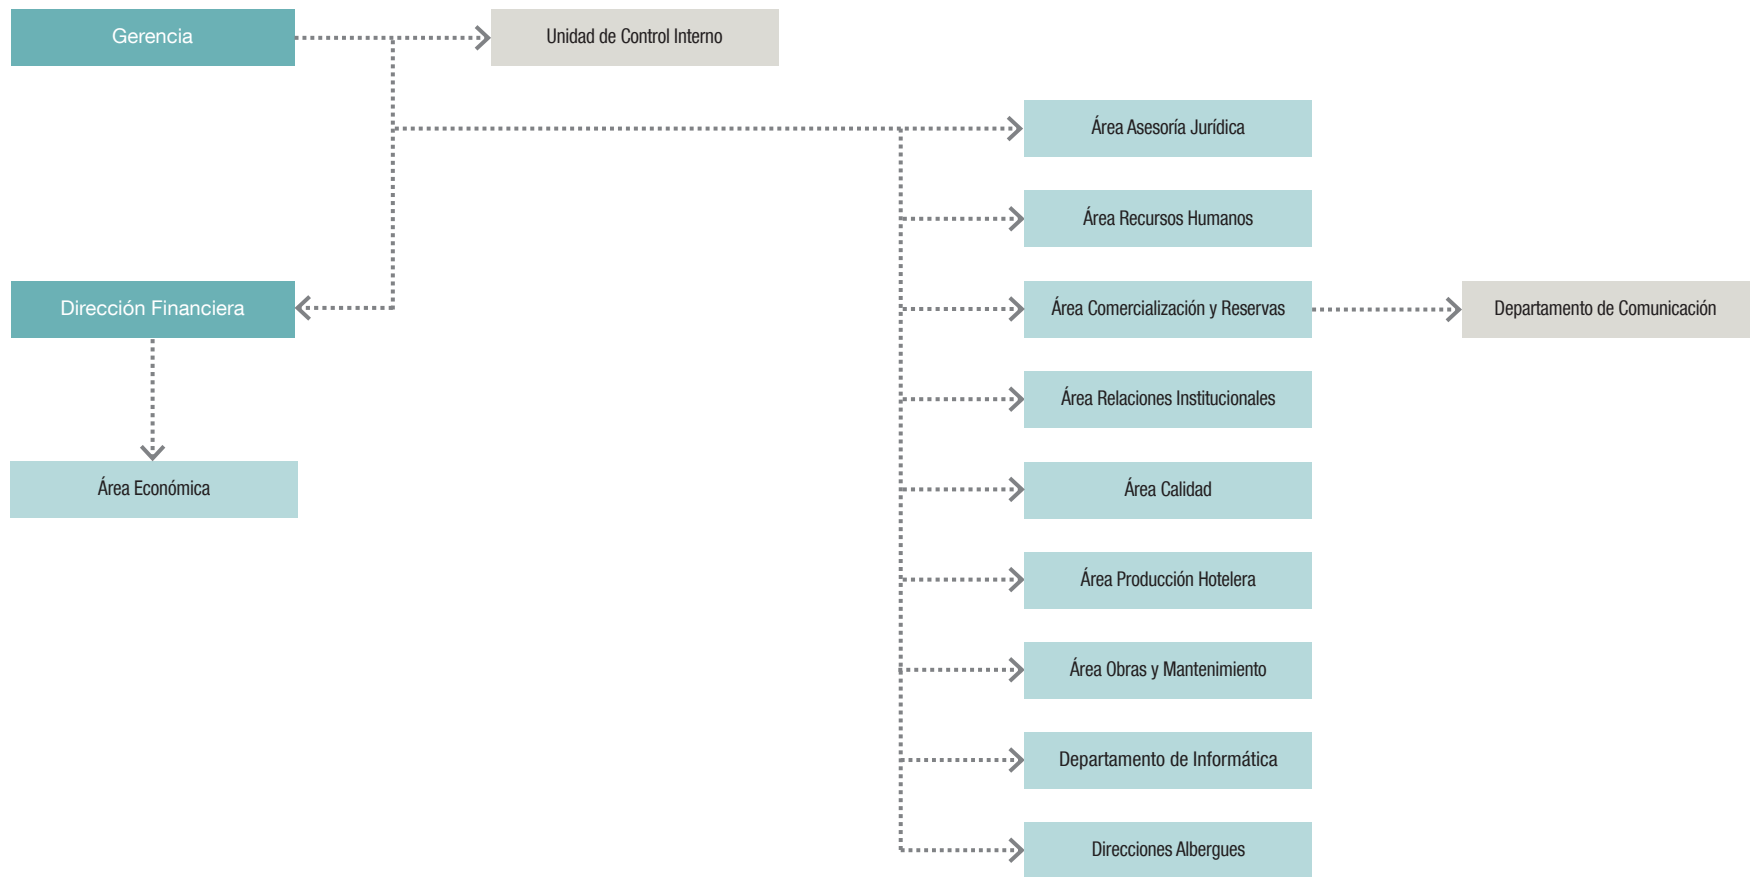 Gerencia
Unidad de Control Interno
Área Asesoría Jurídica
Área Recursos Humanos
Dirección Financiera
Área Comercialización y Reservas
Departamento de Comunicación
Área Relaciones Institucionales
Área Económica
Área Calidad
Área Producción Hotelera
Área Obras y Mantenimiento
Departamento de Informática
Direcciones Albergues